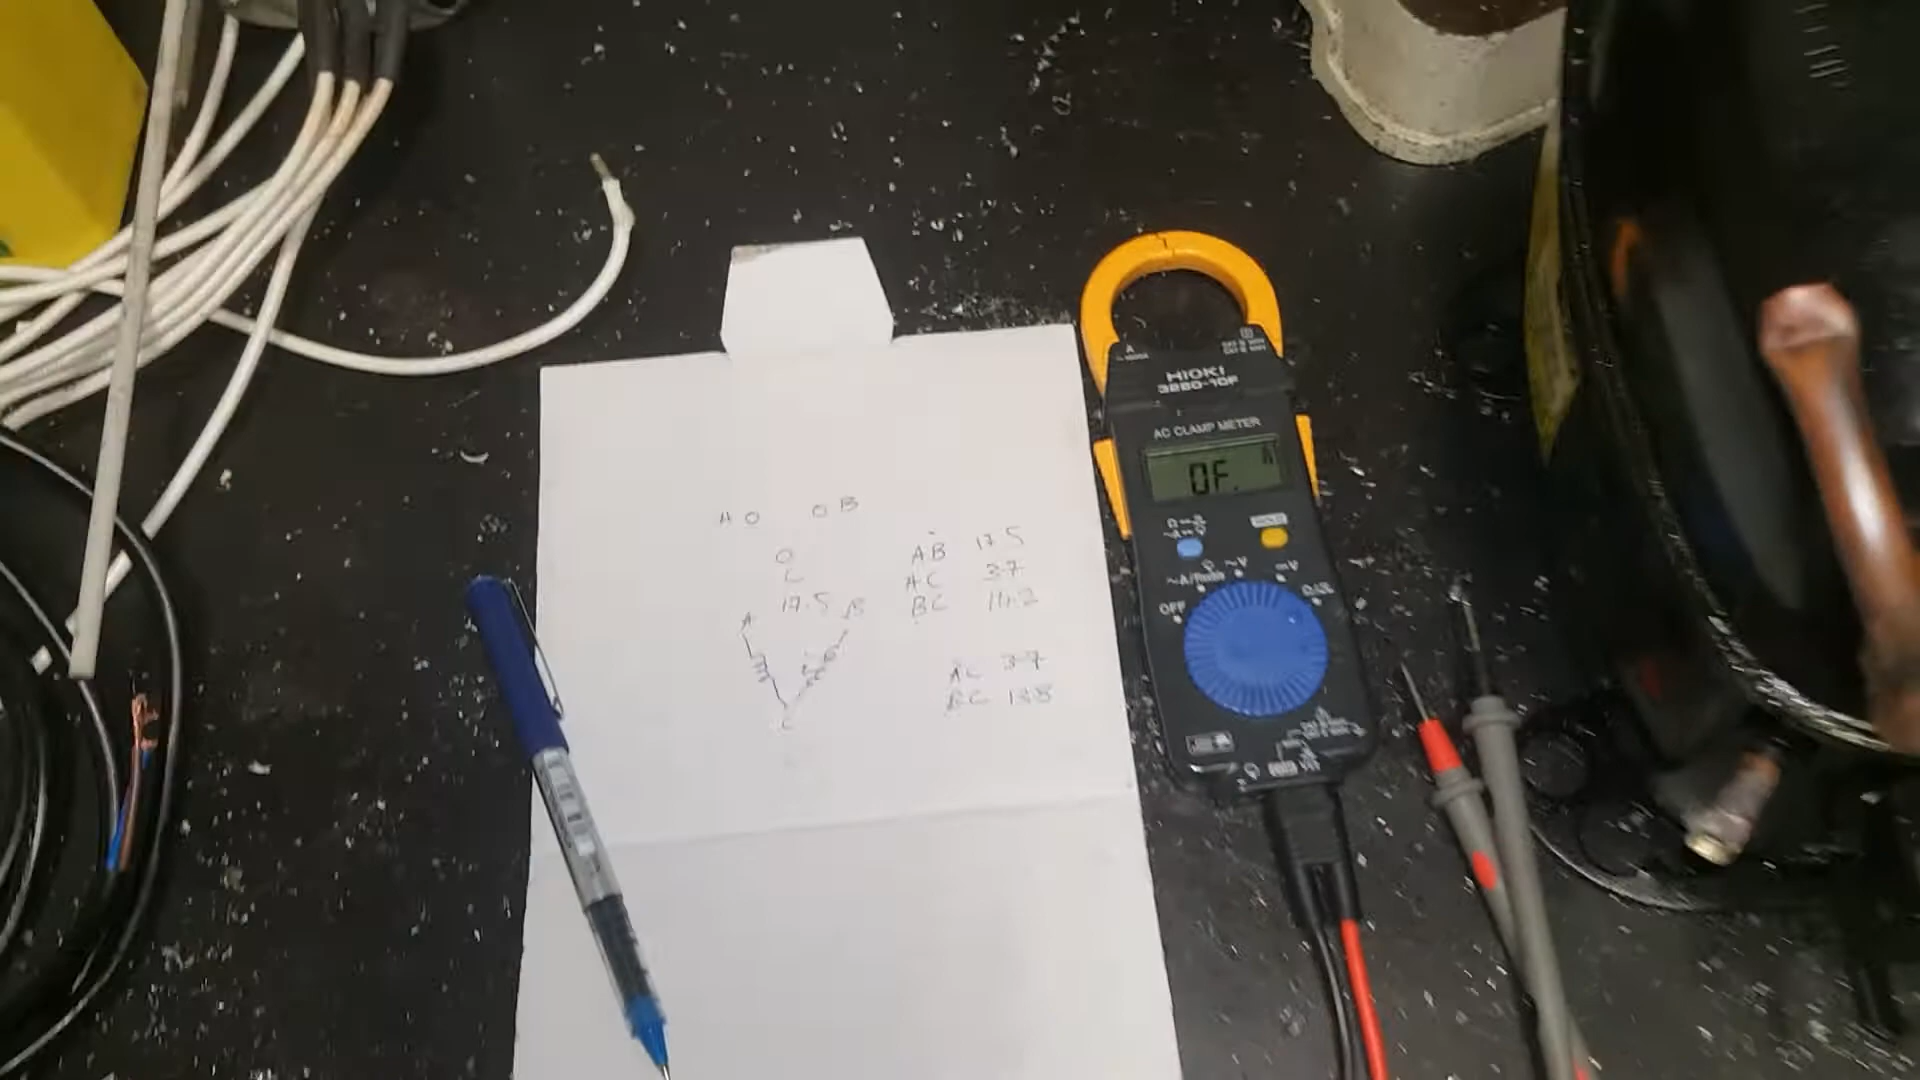 A O O B
O
C
17.5
A B
C
AB 17.5
AC 3.7
BC 14.2
AC 3.7
BC 13.8
HIOKI
3280-10F
AC CLAMP METER
OF.
A
HOLD
OFF
~A
~V